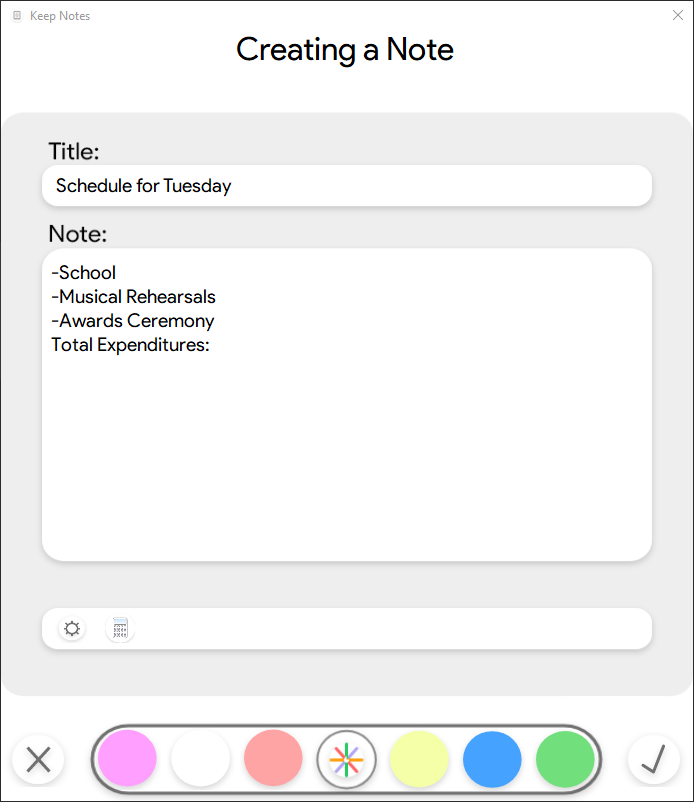 Keep Notes
Creating a Note
Title:
Schedule for Tuesday
Note:
-School
-Musical Rehearsals
-Awards Ceremony
Total Expenditures: